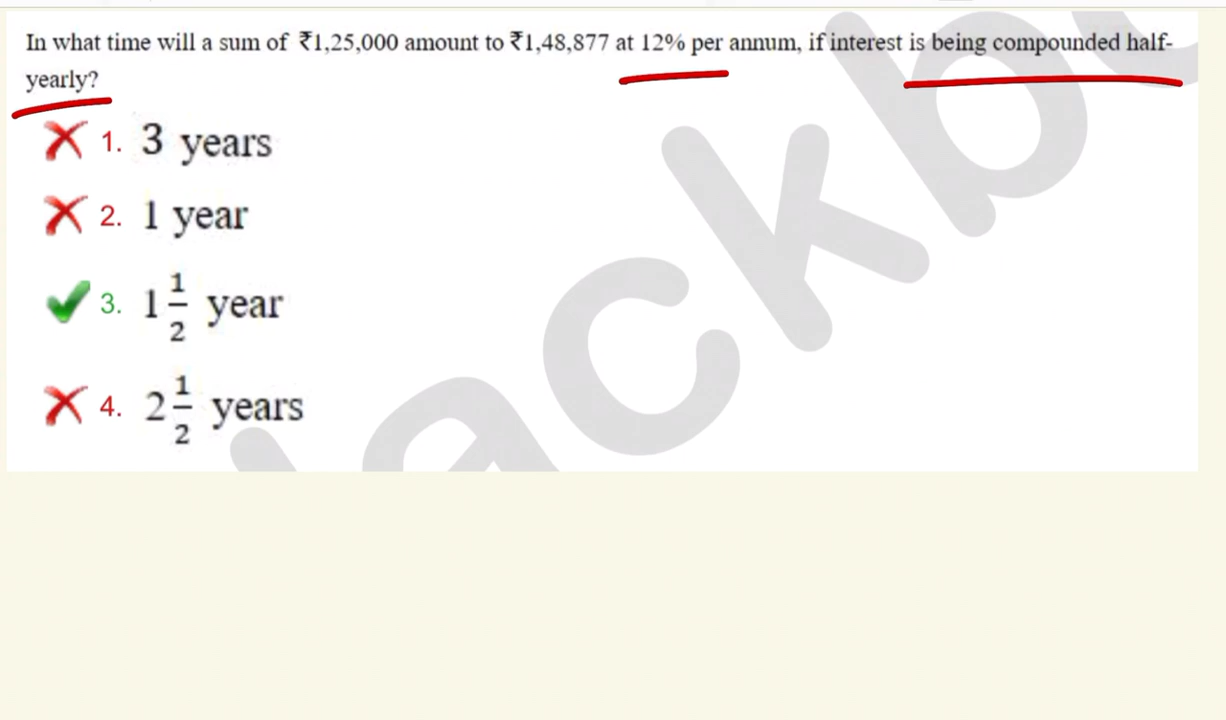 In what time will a sum of ₹1,25,000 amount to ₹1,48,877 at 12% per annum, if interest is being compounded half-
yearly?
1. 3 years
2. 1 year
3. 1 1/2 year
4. 2 1/2 years